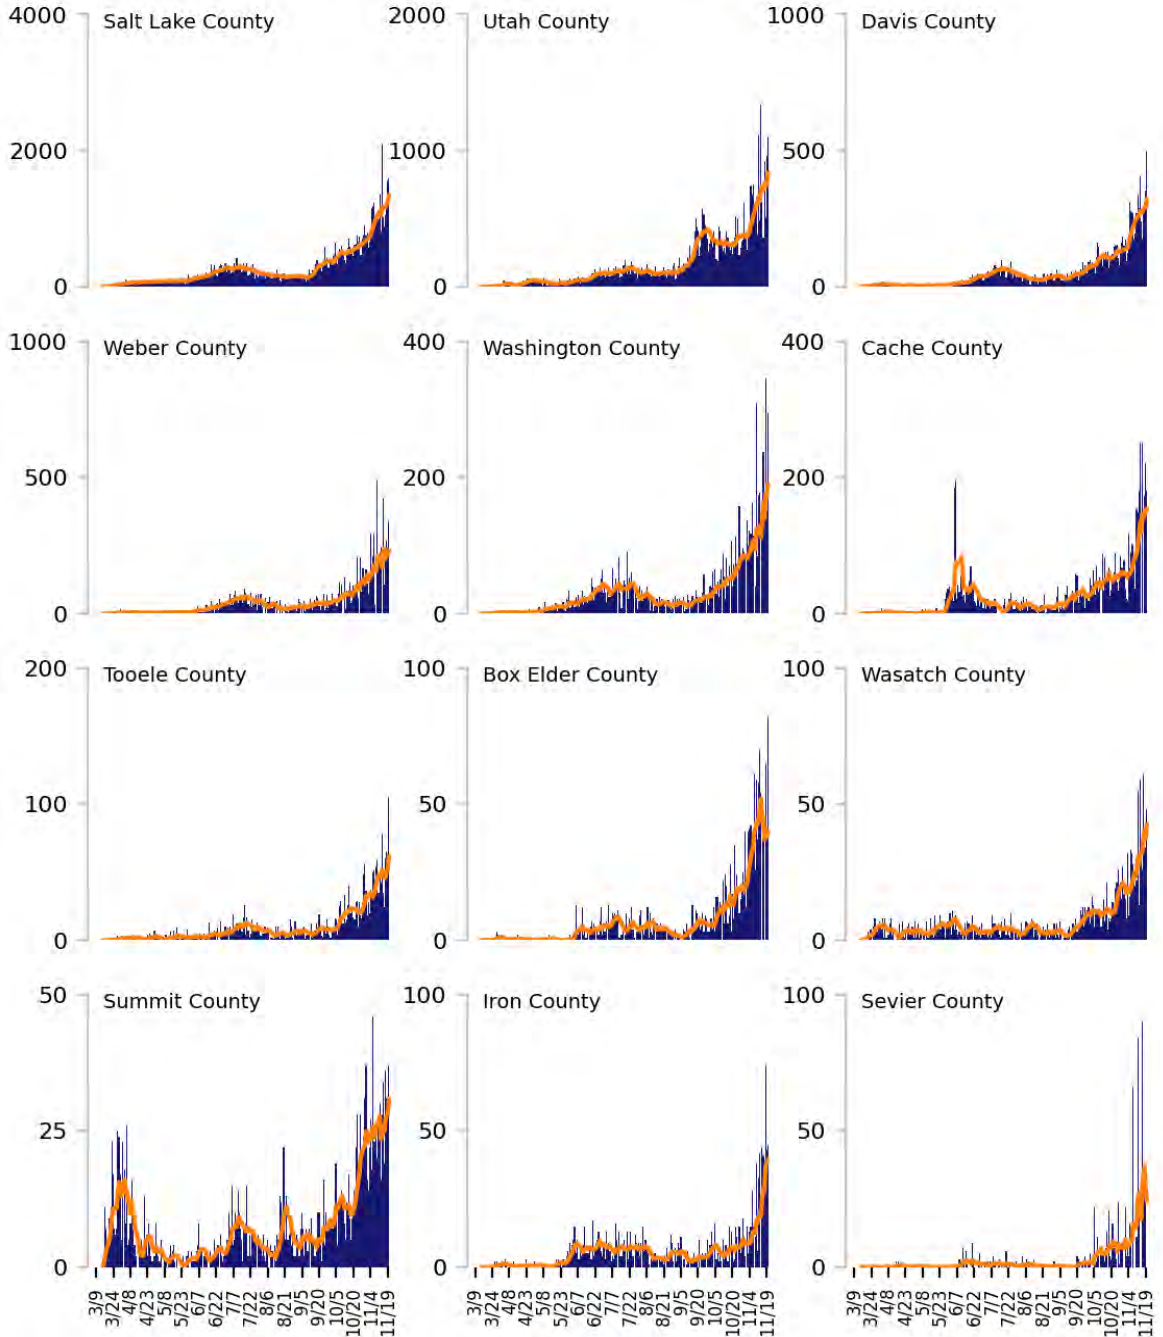 Salt Lake County
Utah County
Davis County
4000
2000
0
2000
1000
0
1000
500
0
Weber County
Washington County
Cache County
1000
500
0
400
200
0
400
200
0
Tooele County
Box Elder County
Wasatch County
200
100
0
100
50
0
100
50
0
Summit County
Iron County
Sevier County
50
25
0
100
50
0
100
50
0
3/9 3/24 4/8 4/23 5/8 5/23 6/7 6/22 7/7 7/22 8/6 8/21 9/5 9/20 10/5 10/20 11/4 11/19
3/9 3/24 4/8 4/23 5/8 5/23 6/7 6/22 7/7 7/22 8/6 8/21 9/5 9/20 10/5 10/20 11/4 11/19
3/9 3/24 4/8 4/23 5/8 5/23 6/7 6/22 7/7 7/22 8/6 8/21 9/5 9/20 10/5 10/20 11/4 11/19